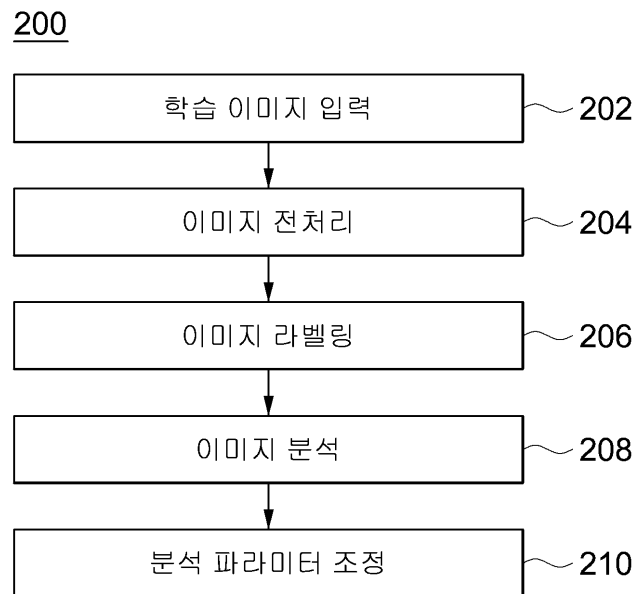 200
학습 이미지 입력 202
이미지 전처리 204
이미지 라벨링 206
이미지 분석 208
분석 파라미터 조정 210